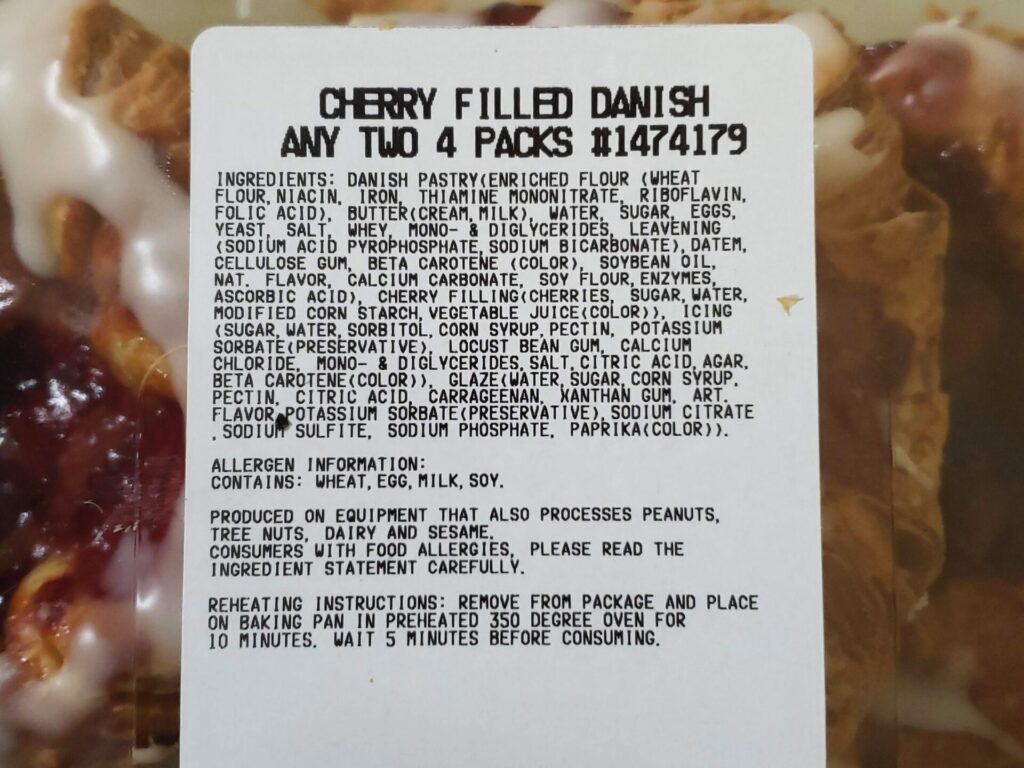 CHERRY FILLED DANISH
ANY TWO 4 PACKS #1474179
INGREDIENTS: DANISH PASTRY(ENRICHED FLOUR (WHEAT
FLOUR,NIACIN, IRON, THIAMINE MONONITRATE, RIBOFLAVIN,
FOLIC ACID), BUTTER(CREAM,MILK), WATER, SUGAR, EGGS,
YEAST, SALT, WHEY, MONO- & DIGLYCERIDES, LEAVENING
(SODIUM ACID PYROPHOSPHATE,SODIUM BICARBONATE),DATEM,
CELLULOSE GUM, BETA CAROTENE (COLOR), SOYBEAN OIL,
NAT. FLAVOR, CALCIUM CARBONATE, SOY FLOUR,ENZYMES,
ASCORBIC ACID), CHERRY FILLING(CHERRIES, SUGAR,WATER,
MODIFIED CORN STARCH,VEGETABLE JUICE(COLOR)), ICING
(SUGAR,WATER,SORBITOL,CORN SYRUP,PECTIN, POTASSIUM
SORBATE(PRESERVATIVE), LOCUST BEAN GUM, CALCIUM
CHLORIDE, MONO- & DIGLYCERIDES,SALT,CITRIC ACID,AGAR,
BETA CAROTENE(COLOR)), GLAZE(WATER,SUGAR,CORN SYRUP,
PECTIN, CITRIC ACID, CARRAGEENAN, XANTHAN GUM, ART.
FLAVOR,POTASSIUM SORBATE(PRESERVATIVE),SODIUM CITRATE
,SODIUM SULFITE, SODIUM PHOSPHATE, PAPRIKA(COLOR)).
ALLERGEN INFORMATION:
CONTAINS: WHEAT,EGG,MILK,SOY.
PRODUCED ON EQUIPMENT THAT ALSO PROCESSES PEANUTS,
TREE NUTS, DAIRY AND SESAME.
CONSUMERS WITH FOOD ALLERGIES, PLEASE READ THE
INGREDIENT STATEMENT CAREFULLY.
REHEATING INSTRUCTIONS: REMOVE FROM PACKAGE AND PLACE
ON BAKING PAN IN PREHEATED 350 DEGREE OVEN FOR
10 MINUTES. WAIT 5 MINUTES BEFORE CONSUMING.